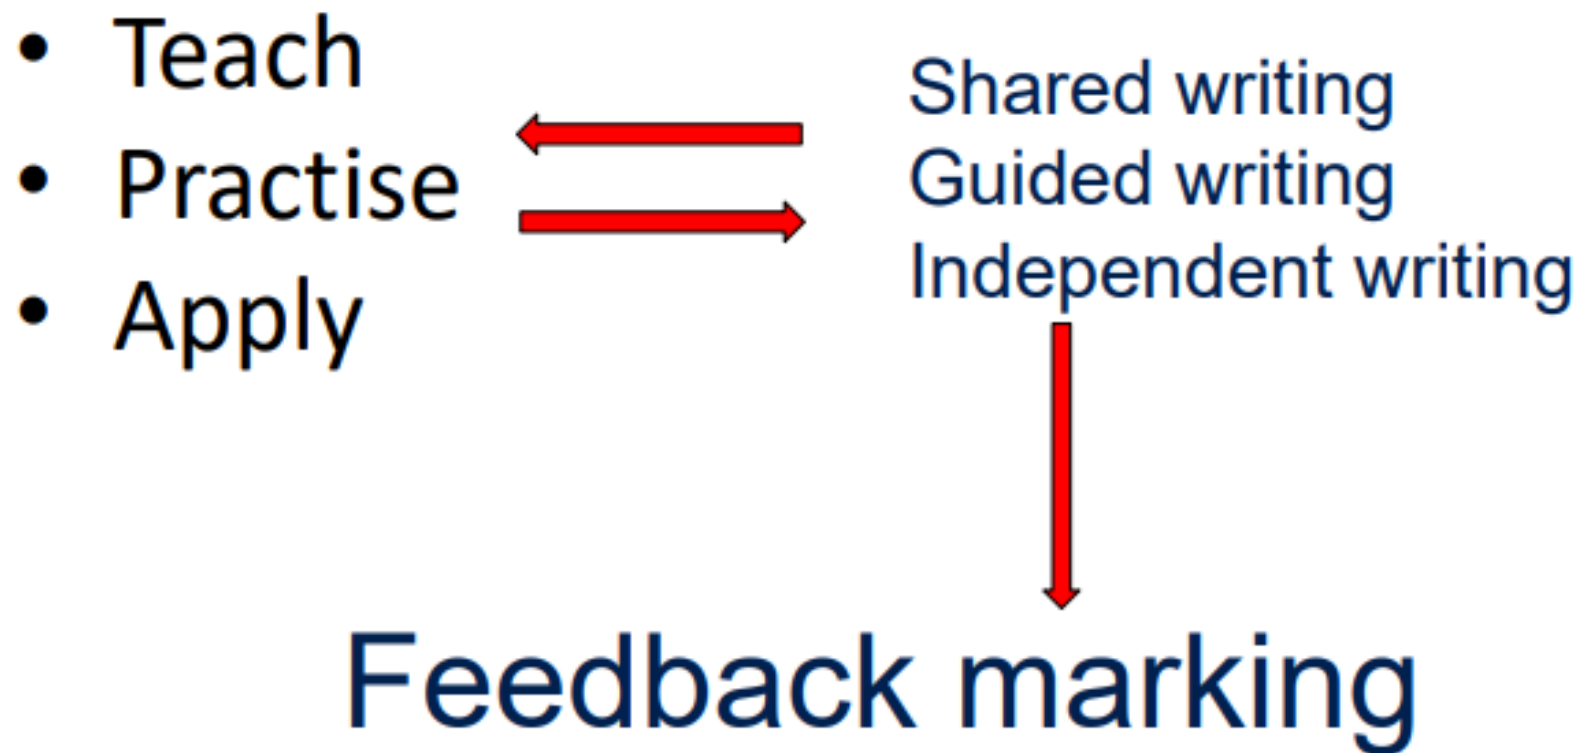 • Teach
• Practise
• Apply
Shared writing
Guided writing
Independent writing
Feedback marking